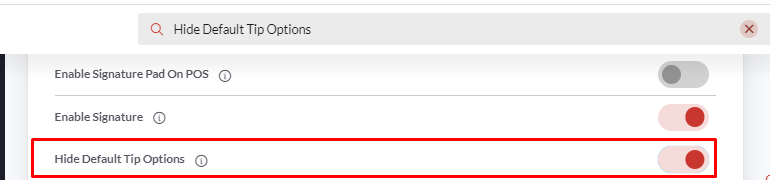 Hide Default Tip Options
Enable Signature Pad On POS
Enable Signature
Hide Default Tip Options